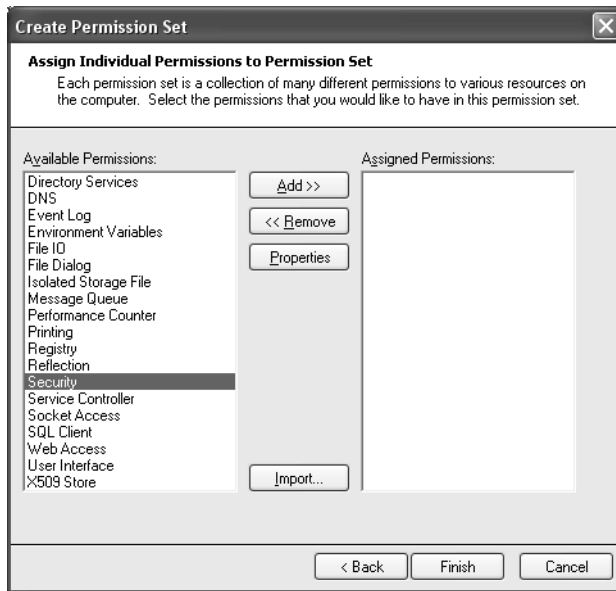 Create Permission Set
Assign Individual Permissions to Permission Set
Each permission set is a collection of many different permissions to various resources on
the computer. Select the permissions that you would like to have in this permission set.
Available Permissions:
Directory Services
DNS
Event Log
Environment Variables
File IO
File Dialog
Isolated Storage File
Message Queue
Performance Counter
Printing
Registry
Reflection
Security
Service Controller
Socket Access
SQL Client
Web Access
User Interface
X509 Store
Add >>
<< Remove
Properties
Import...
Assigned Permissions:
< Back
Finish
Cancel